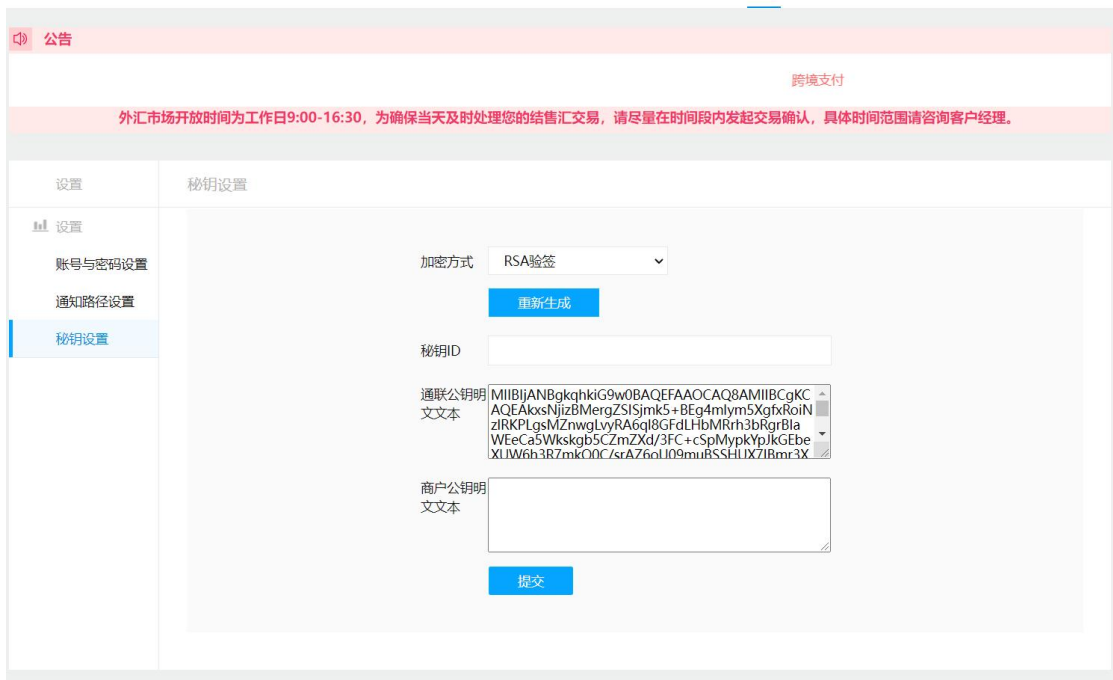 公告
跨境支付
外汇市场开放时间为工作日9:00-16:30，为确保当天及时处理您的结售汇交易，请尽量在时间段内发起交易确认，具体时间范围请咨询客户经理。
设置
秘钥设置
设置
账号与密码设置
通知路径设置
秘钥设置
加密方式
RSA验签
重新生成
秘钥ID
通联公钥明
文文本
MIIBIjANBgkqhkiG9w0BAQEFAAOCAQ8AMIIBCgKC
AQEAkxsNjizBMergZSISjmk5+BEg4mlym5XgfxRoiN
zlRKPLgsMZnwgLvyRA6ql8GFdLHbMRrh3bRgrBla
WEeCa5Wkskgb5CZmZXd/3FC+cSpMypkYpJkGEbe
XUW6h3R7mkO0C/srAZ6oU09muBSSHUX7IBmr3X
商户公钥明
文文本
提交